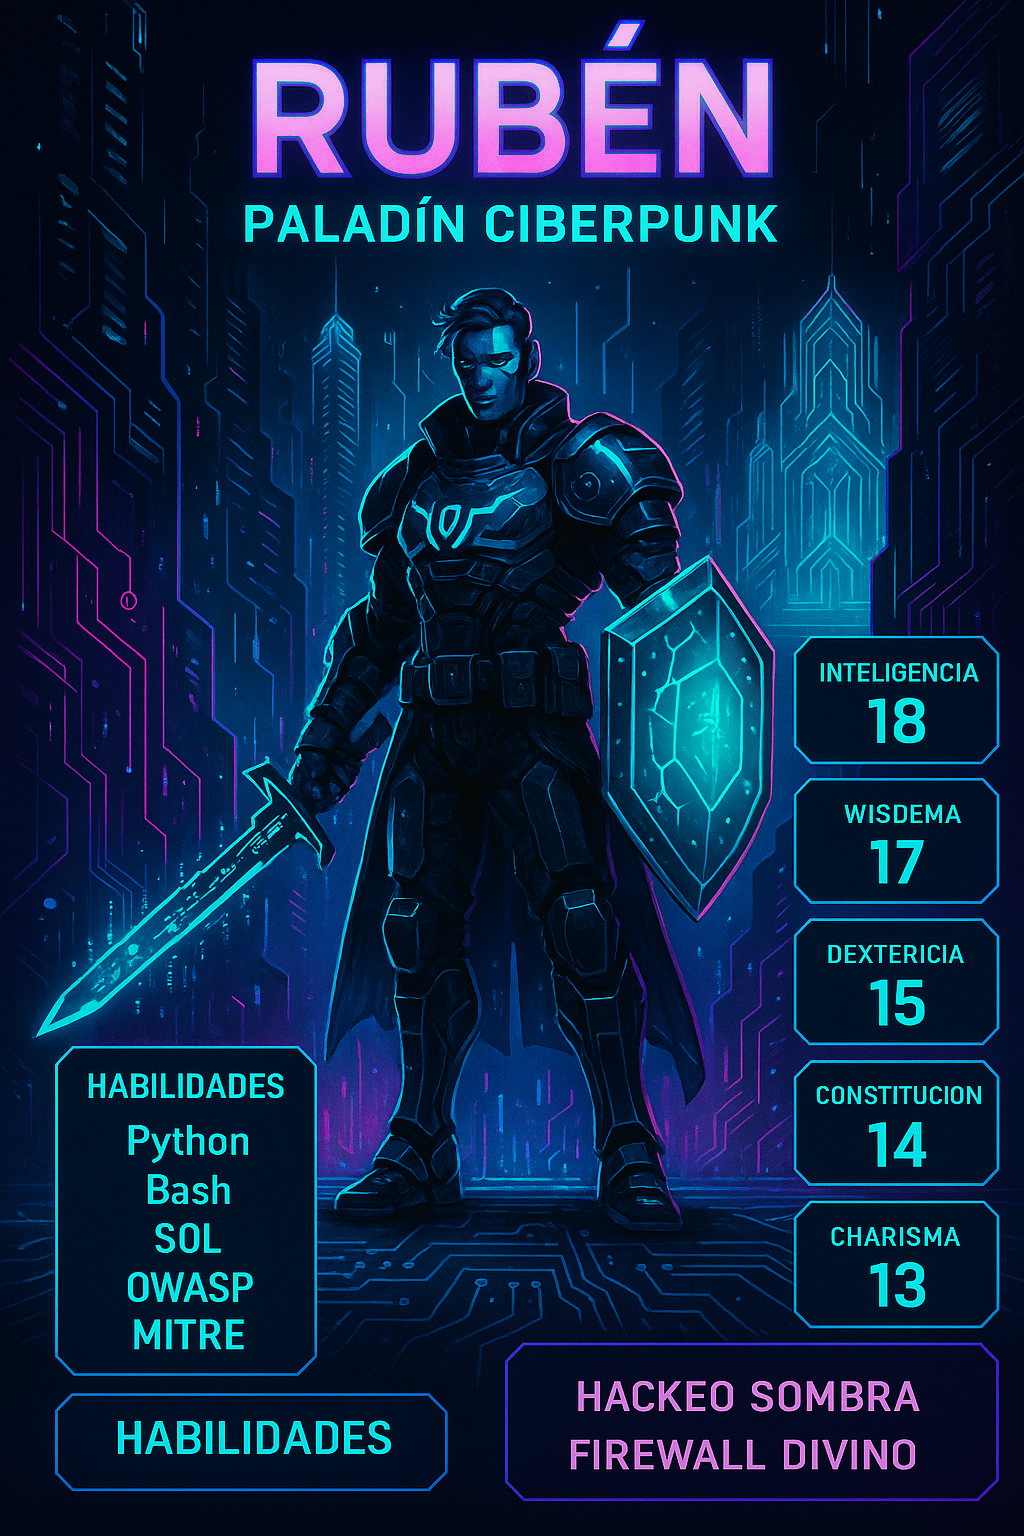 RUBÉN
PALADÍN CIBERPUNK
INTELIGENCIA
18
WISDEMA
17
DEXTERICIA
15
CONSTITUCION
14
CHARISMA
13
HABILIDADES
Python
Bash
SOL
OWASP
MITRE
HABILIDADES
HACKEO SOMBRA
FIREWALL DIVINO